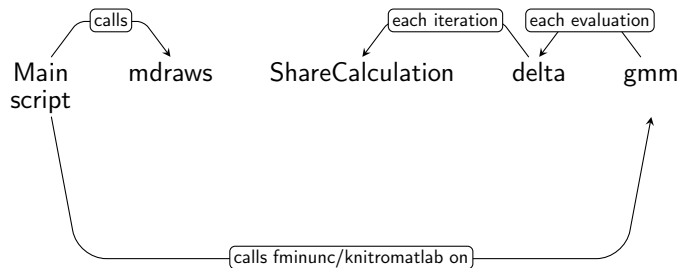 calls
each iteration
each evaluation
Main
script
mdraws
ShareCalculation
delta
gmm
calls fminunc/knitromatlab on